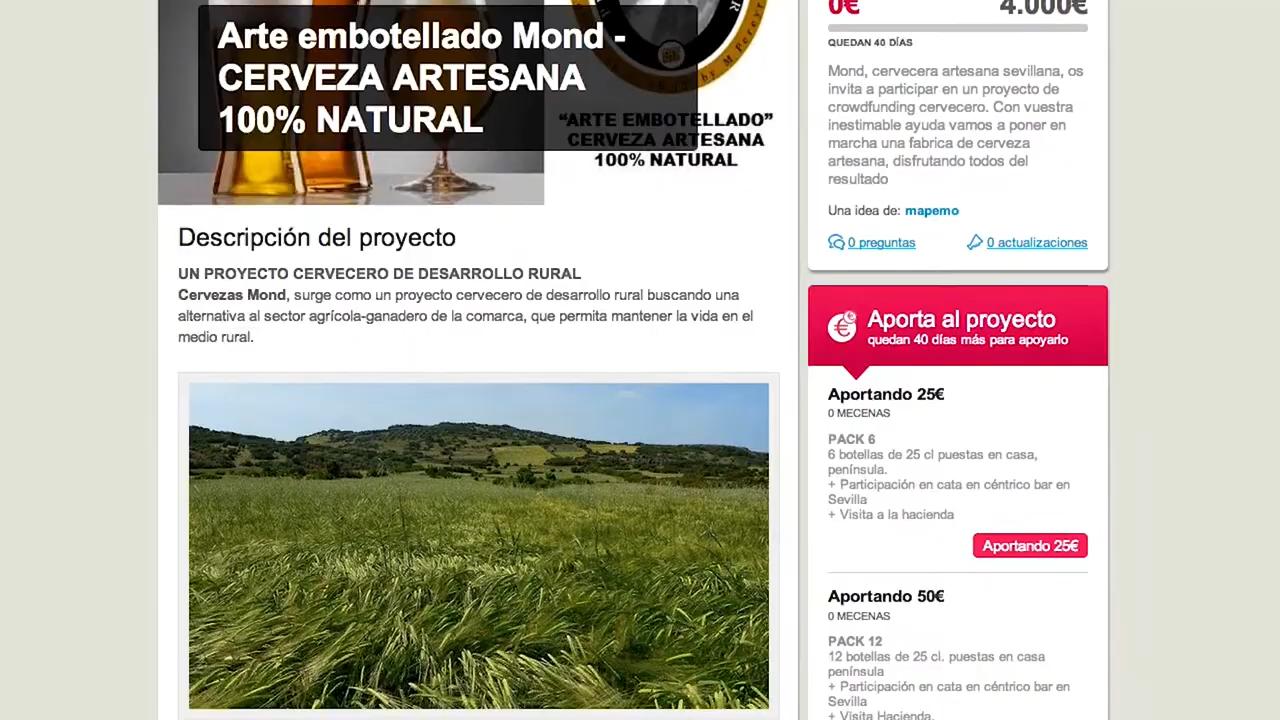 Arte embotellado Mond -
CERVEZA ARTESANA
100% NATURAL
“ARTE EMBOTELLADO”
CERVEZA ARTESANA
100% NATURAL
Descripción del proyecto
UN PROYECTO CERVECERO DE DESARROLLO RURAL
Cervezas Mond, surge como un proyecto cervecero de desarrollo rural buscando una
alternativa al sector agrícola-ganadero de la comarca, que permita mantener la vida en el
medio rural.
0€ 4.000€
QUEDAN 40 DÍAS
Mond, cervecera artesana sevillana, os
invita a participar en un proyecto de
crowdfunding cervecero. Con vuestra
inestimable ayuda vamos a poner en
marcha una fabrica de cerveza
artesana, disfrutando todos del
resultado
Una idea de: mapemo
0 preguntas 0 actualizaciones
Aporta al proyecto
quedan 40 días más para apoyarlo
Aportando 25€
0 MECENAS
PACK 6
6 botellas de 25 cl puestas en casa,
península.
+ Participación en cata en céntrico bar en
Sevilla
+ Visita a la hacienda
Aportando 25€
Aportando 50€
0 MECENAS
PACK 12
12 botellas de 25 cl. puestas en casa
península
+ Participación en cata en céntrico bar en
Sevilla
+ Visita Hacienda.